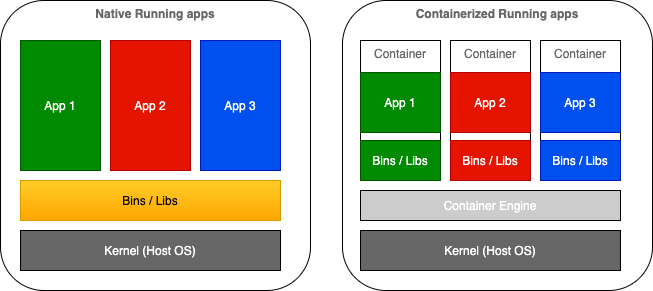 Native Running apps
App 1
App 2
App 3
Bins / Libs
Kernel (Host OS)
Containerized Running apps
Container
Container
Container
App 1
App 2
App 3
Bins / Libs
Bins / Libs
Bins / Libs
Container Engine
Kernel (Host OS)